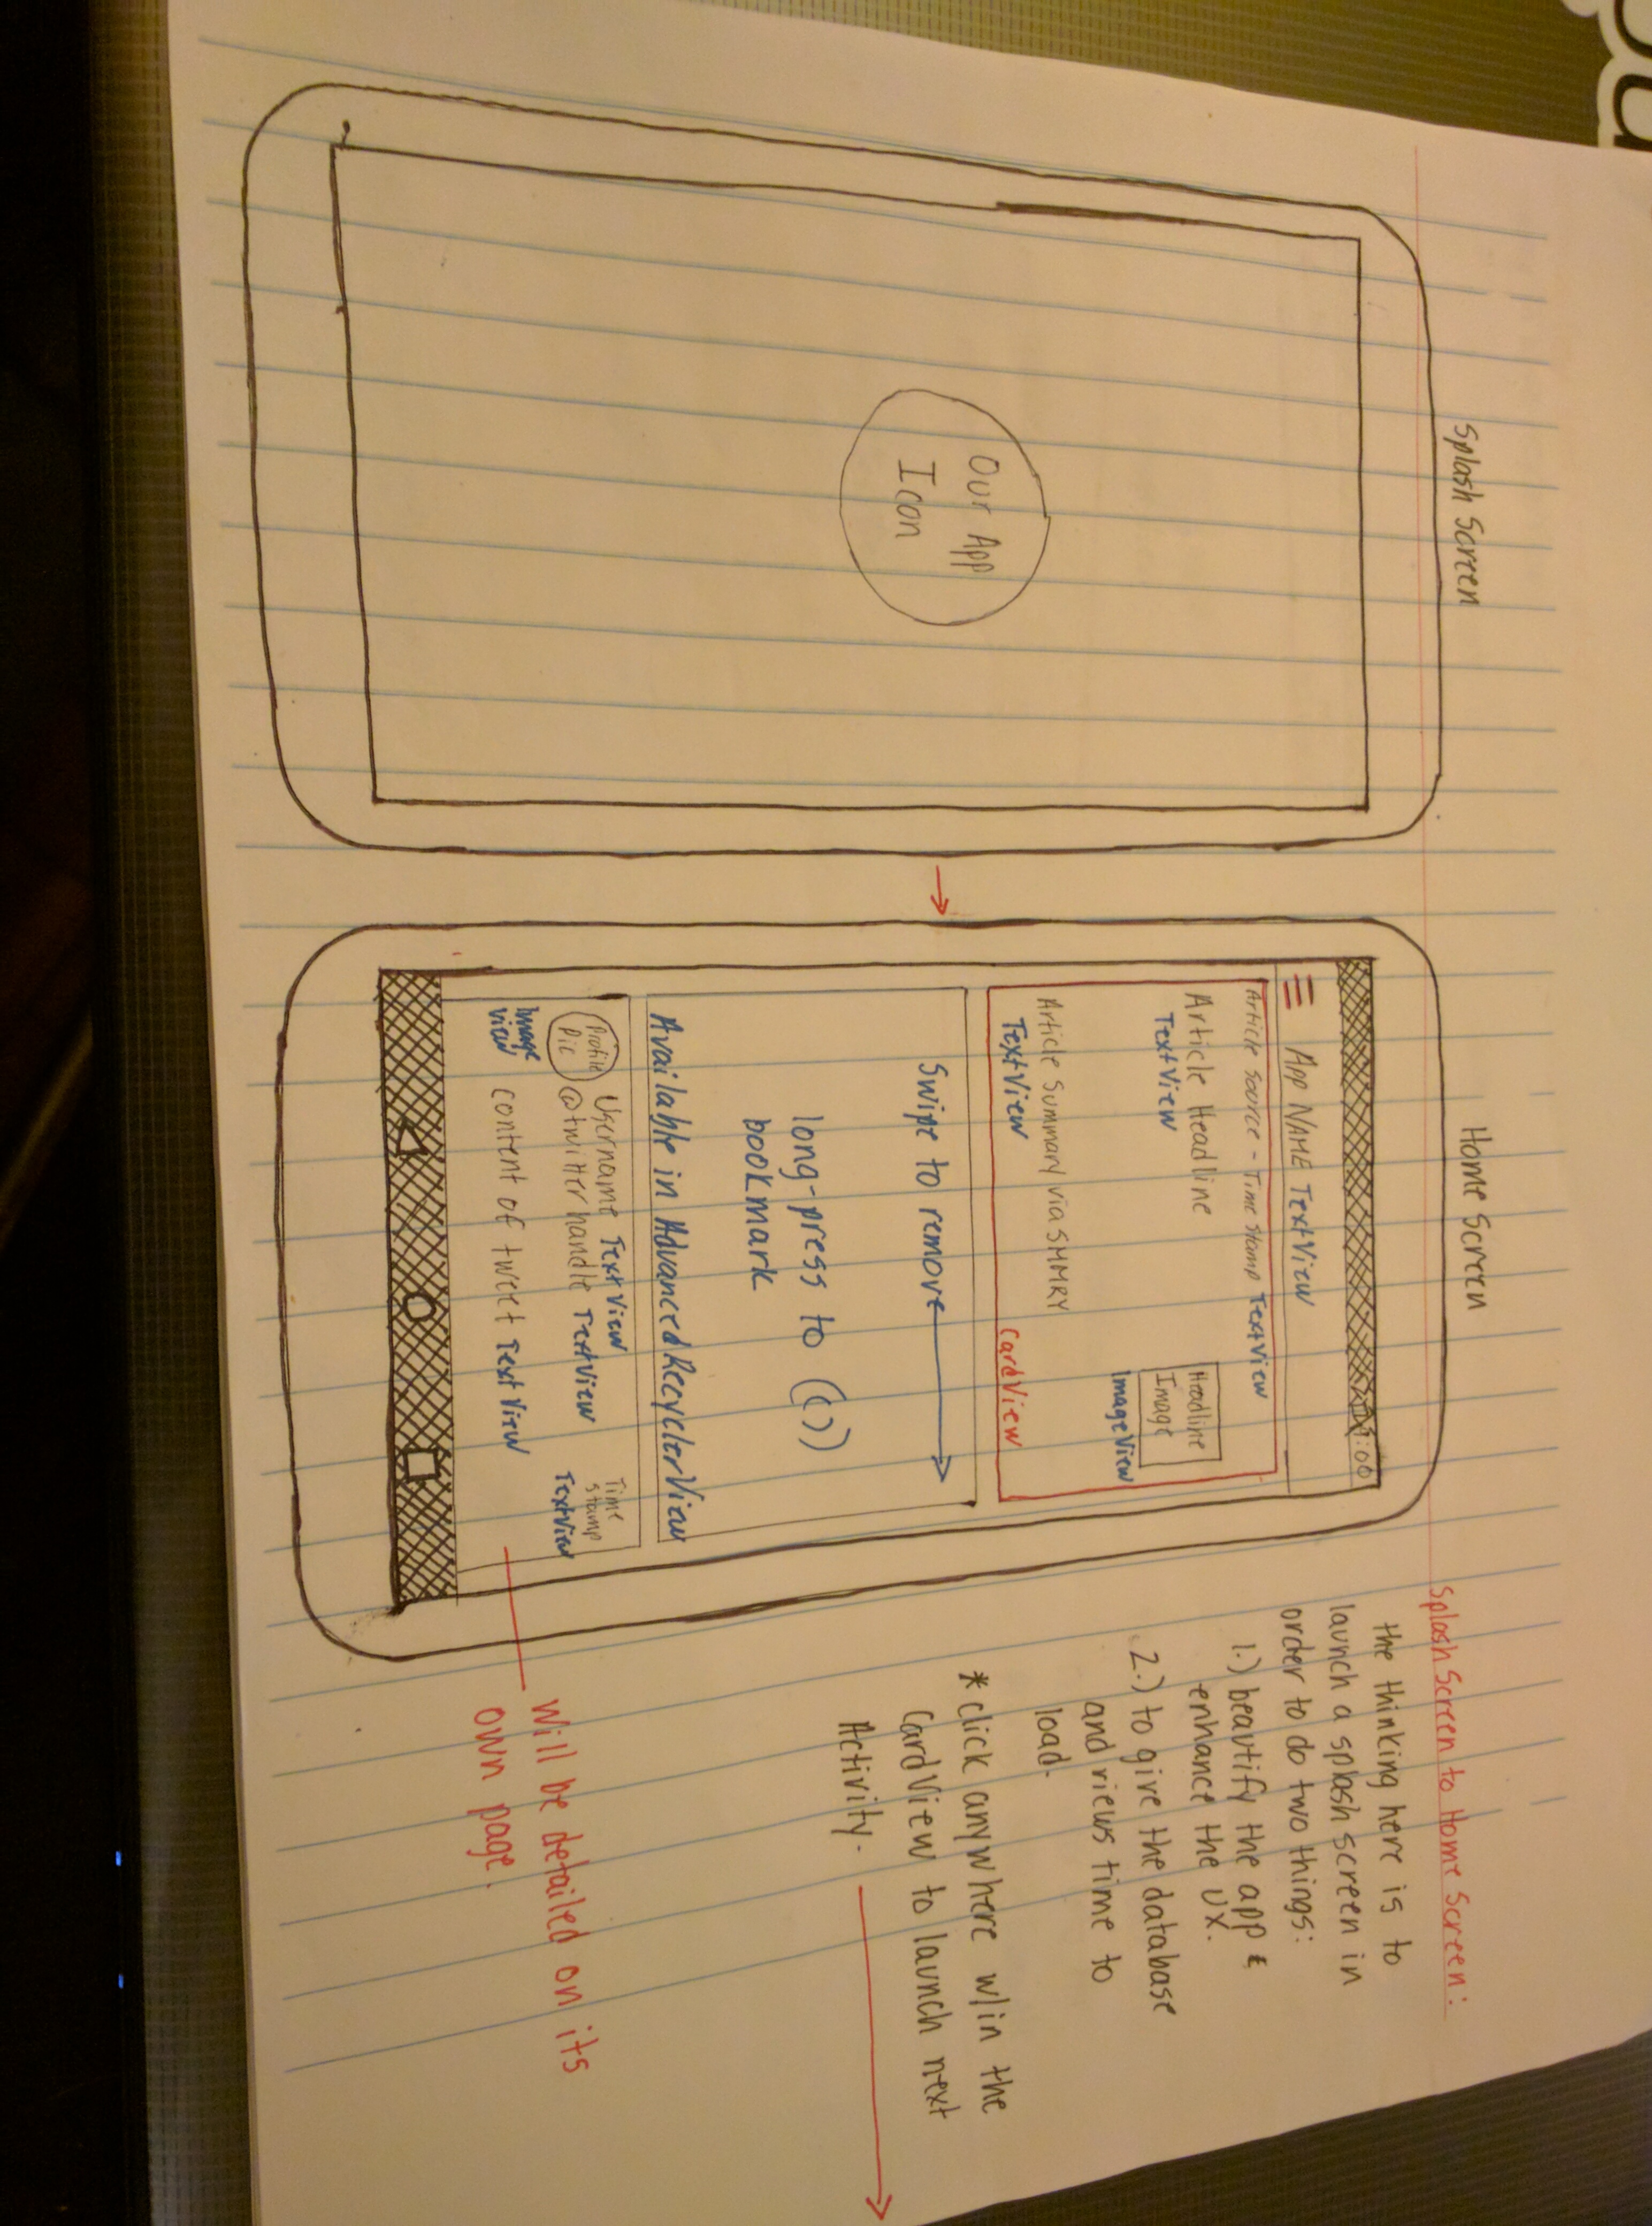 Splash Screen
Our App
Icon
Home Screen
:00
App NAME TextView
Article Source - Time Stamp TextView
Article Headline
TextView
Headline
Image
ImageView
Article Summary via SMMRY
TextView
CardView
Swipe to remove
long-press to
bookmark
Available in AdvancedRecyclerView
Profile
Pic
Image
View
Username TextView
@twitter handle TextView
content of tweet TextView
Time
stamp
TextView
Splash Screen to Home Screen:
the thinking here is to
launch a splash screen in
order to do two things:
1.) beautify the app &
enhance the UX.
2.) to give the database
and views time to
load.
*click anywhere w/in the
CardView to launch next
Activity.
Will be detailed on its
own page.